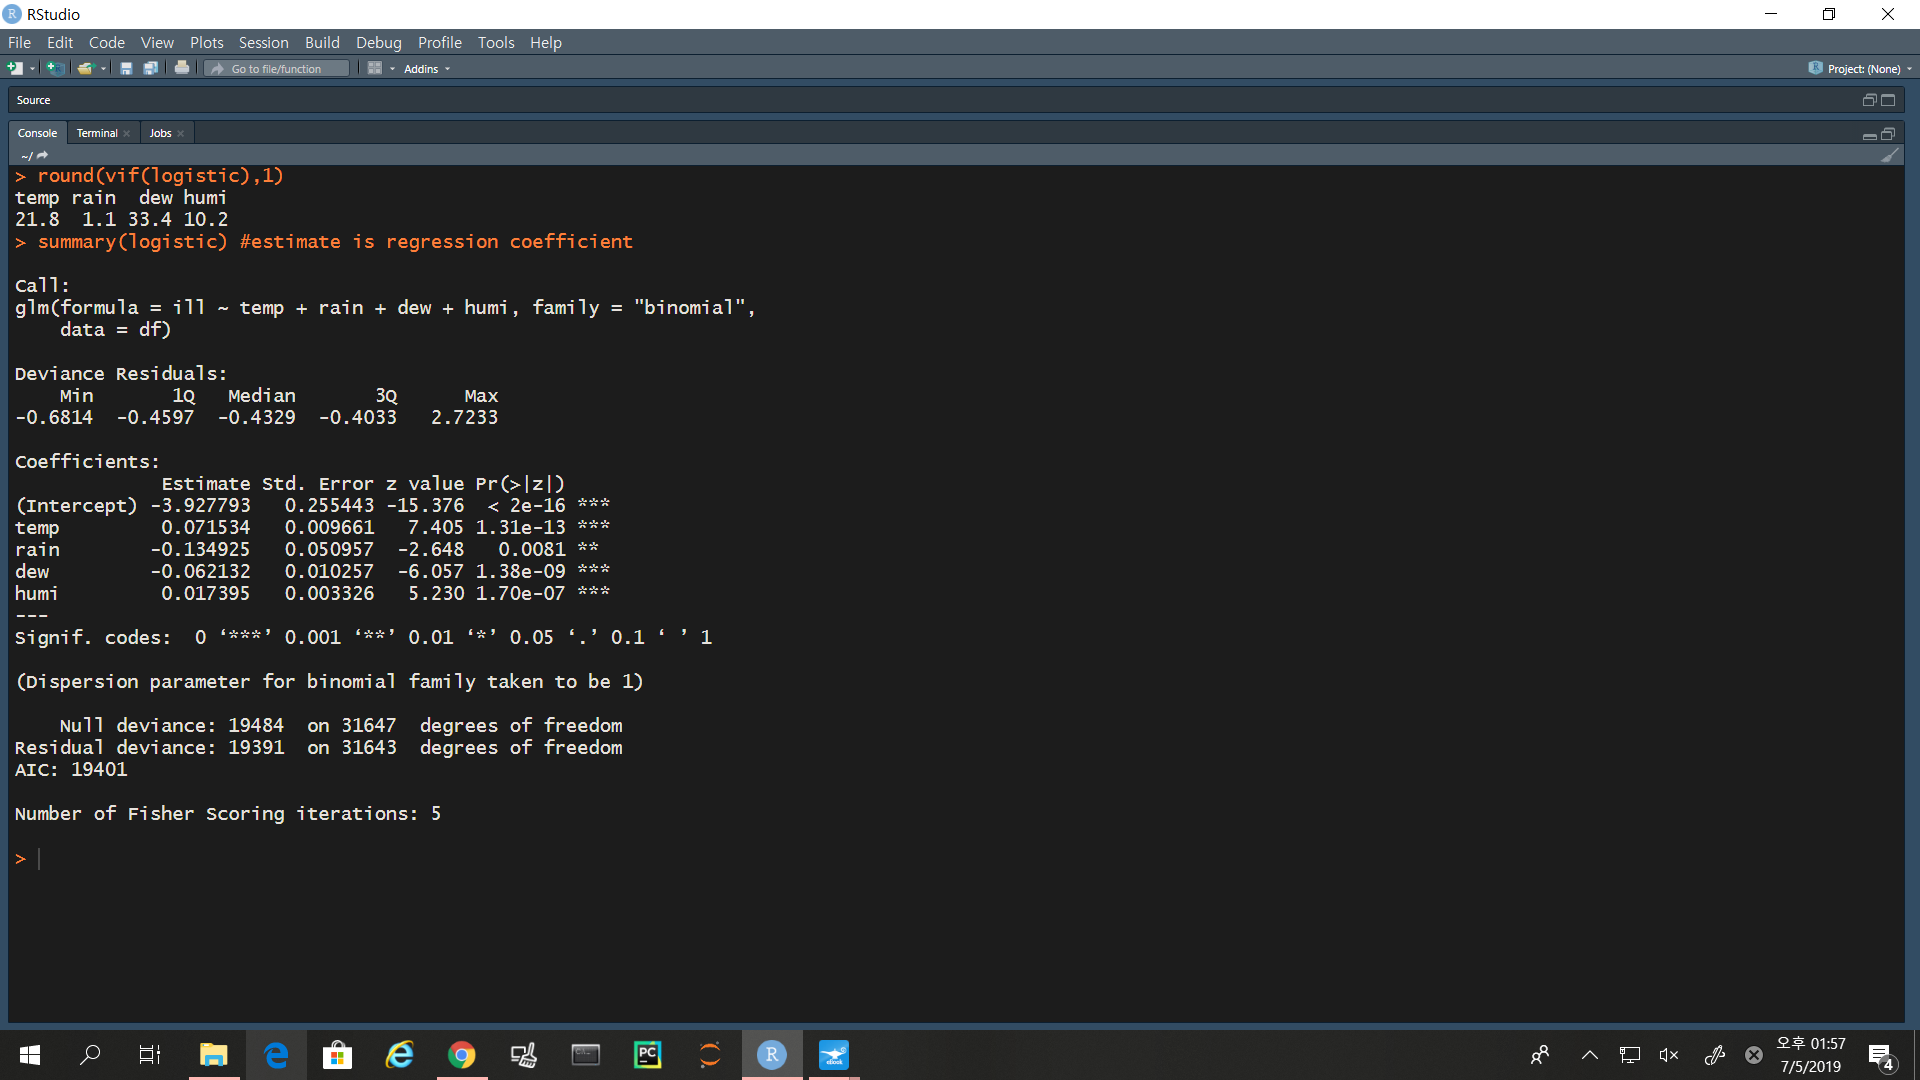 RStudio
File Edit Code View Plots Session Build Debug Profile Tools Help
Go to file/function Addins Project: (None)
Source
Console Terminal Jobs
~/
> round(vif(logistic),1)
temp rain  dew humi
21.8  1.1 33.4 10.2
> summary(logistic) #estimate is regression coefficient
Call:
glm(formula = ill ~ temp + rain + dew + humi, family = "binomial",
    data = df)
Deviance Residuals:
    Min       1Q   Median       3Q      Max
-0.6814  -0.4597  -0.4329  -0.4033   2.7233
Coefficients:
             Estimate Std. Error z value Pr(>|z|)
(Intercept) -3.927793   0.255443 -15.376  < 2e-16 ***
temp         0.071534   0.009661   7.405 1.31e-13 ***
rain        -0.134925   0.050957  -2.648   0.0081 **
dew         -0.062132   0.010257  -6.057 1.38e-09 ***
humi         0.017395   0.003326   5.230 1.70e-07 ***
---
Signif. codes:  0 ‘***’ 0.001 ‘**’ 0.01 ‘*’ 0.05 ‘.’ 0.1 ‘ ’ 1
(Dispersion parameter for binomial family taken to be 1)
    Null deviance: 19484  on 31647  degrees of freedom
Residual deviance: 19391  on 31643  degrees of freedom
AIC: 19401
Number of Fisher Scoring iterations: 5
>
오후 01:57
7/5/2019
4